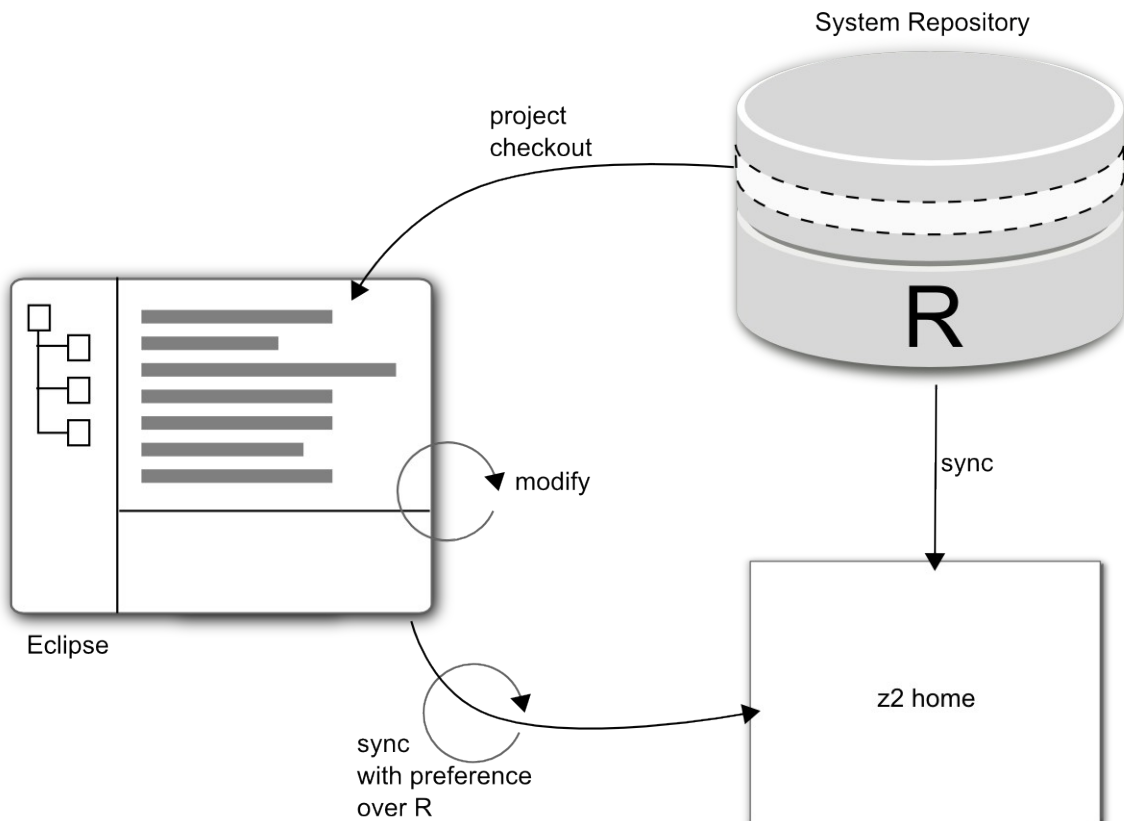 System Repository
project
checkout
R
modify
sync
Eclipse
z2 home
sync
with preference
over R